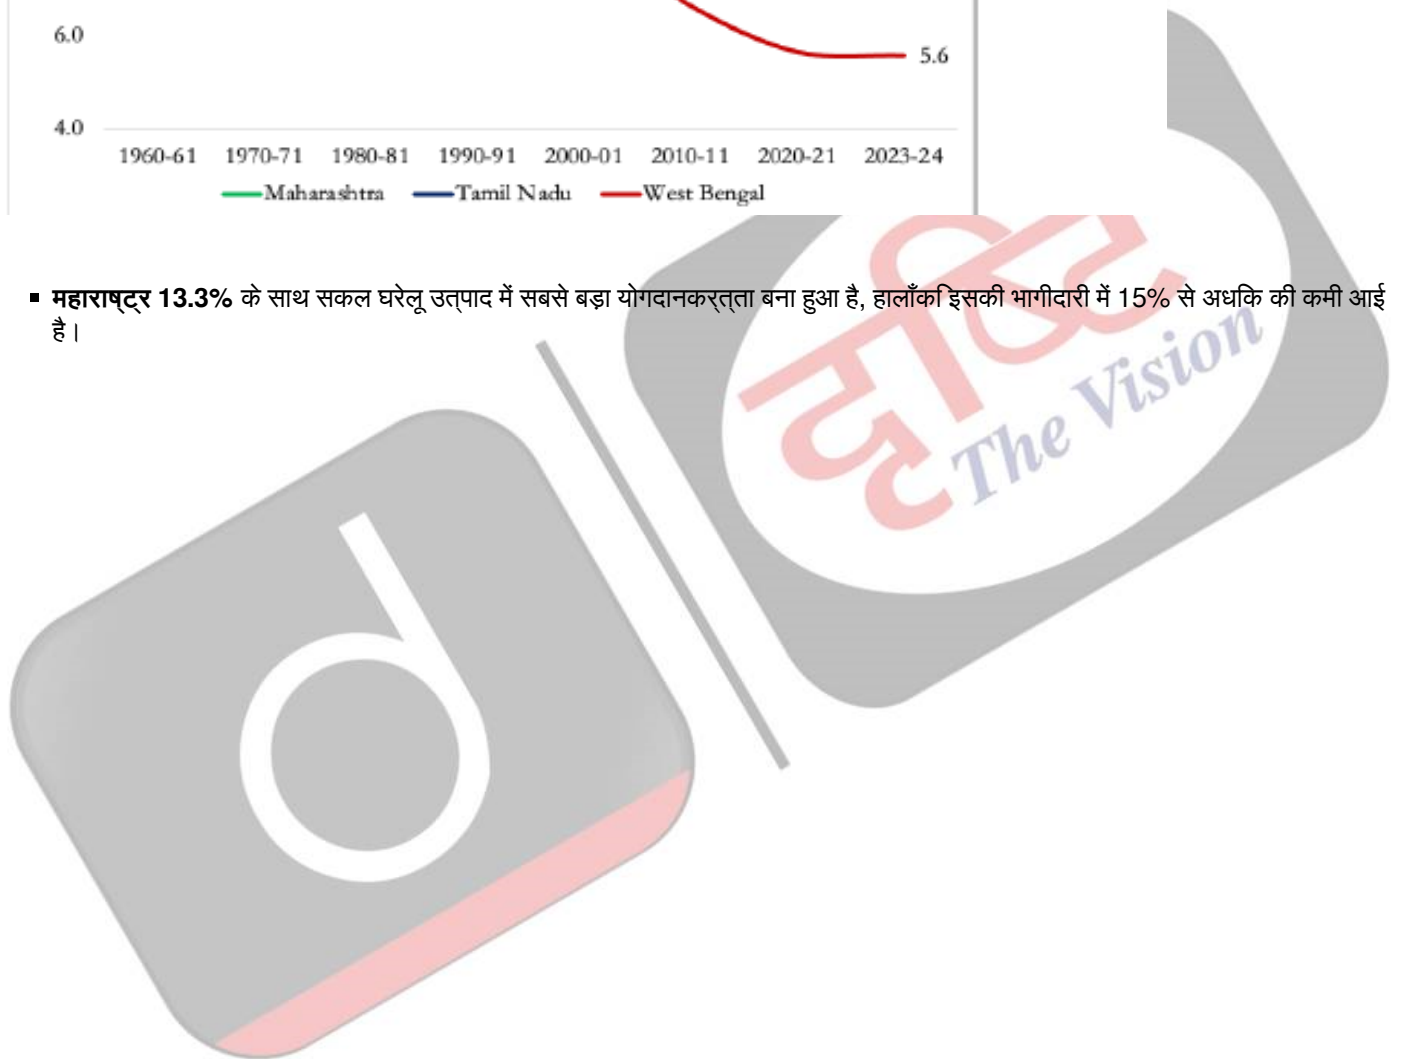 6.0
5.6
4.0
1960-61 1970-71 1980-81 1990-91 2000-01 2010-11 2020-21 2023-24
Maharashtra Tamil Nadu West Bengal
▪ महाराष्ट्र 13.3% के साथ सकल घरेलू उत्पाद में सबसे बड़ा योगदानकर्त्ता बना हुआ है, हालाँकि इसकी भागीदारी में 15% से अधिक की कमी आई
है।
दृष्टि
The Vision
d